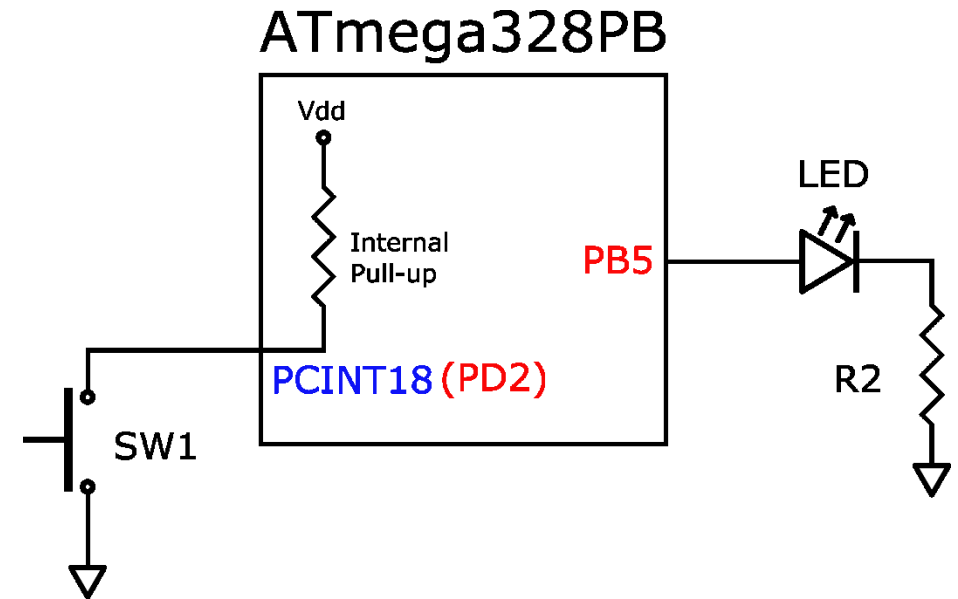 ATmega328PB
Vdd
LED
Internal
Pull-up
PB5
PCINT18 (PD2)
R2
SW1